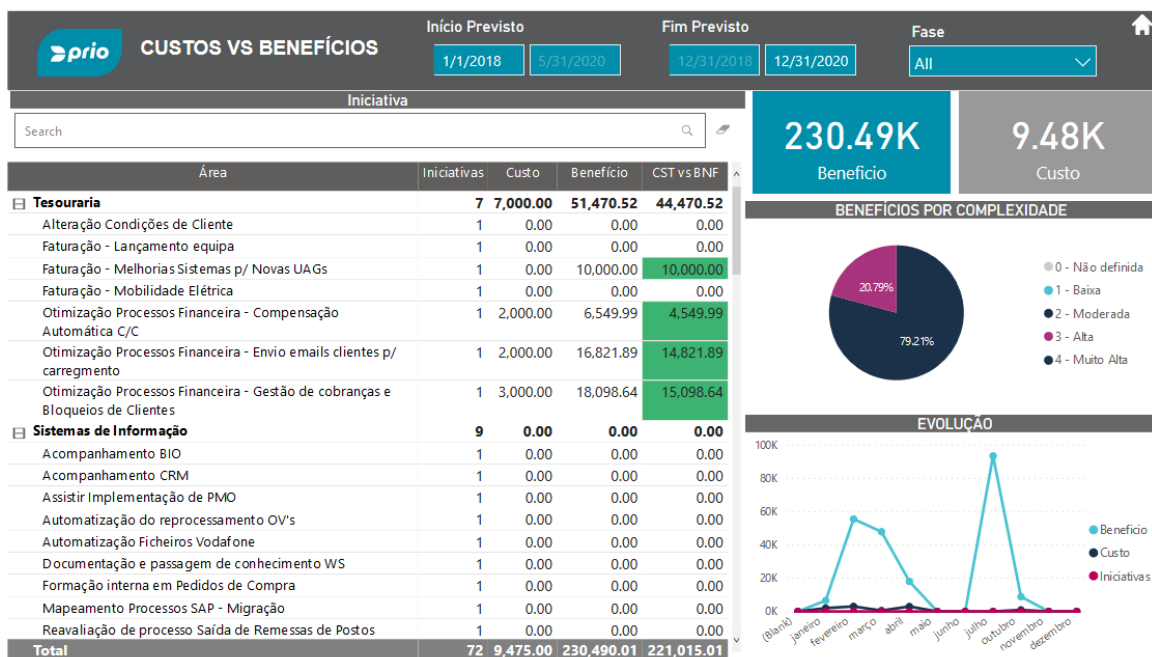 prio
CUSTOS VS BENEFÍCIOS
Início Previsto
1/1/2018 5/31/2020
Fim Previsto
12/31/2018 12/31/2020
Fase
All
Iniciativa
Search
Área Iniciativas Custo Benefício CST vs BNF
Tesouraria 7 7,000.00 51,470.52 44,470.52
Alteração Condições de Cliente 1 0.00 0.00 0.00
Faturação - Lançamento equipa 1 0.00 0.00 0.00
Faturação - Melhorias Sistemas p/ Novas UAGs 1 0.00 10,000.00 10,000.00
Faturação - Mobilidade Elétrica 1 0.00 0.00 0.00
Otimização Processos Financeira - Compensação 1 2,000.00 6,549.99 4,549.99
Automática C/C
Otimização Processos Financeira - Envio emails clientes p/ 1 2,000.00 16,821.89 14,821.89
carregmento
Otimização Processos Financeira - Gestão de cobranças e 1 3,000.00 18,098.64 15,098.64
Bloqueios de Clientes
Sistemas de Informação 9 0.00 0.00 0.00
Acompanhamento BIO 1 0.00 0.00 0.00
Acompanhamento CRM 1 0.00 0.00 0.00
Assistir Implementação de PMO 1 0.00 0.00 0.00
Automatização do reprocessamento OV's 1 0.00 0.00 0.00
Automatização Ficheiros Vodafone 1 0.00 0.00 0.00
Documentação e passagem de conhecimento WS 1 0.00 0.00 0.00
Formação interna em Pedidos de Compra 1 0.00 0.00 0.00
Mapeamento Processos SAP - Migração 1 0.00 0.00 0.00
Reavaliação de processo Saída de Remessas de Postos 1 0.00 0.00 0.00
Total 72 9,475.00 230,490.01 221,015.01
230.49K
Beneficio
9.48K
Custo
BENEFÍCIOS POR COMPLEXIDADE
20.79%
79.21%
0 - Não definida
1 - Baixa
2 - Moderada
3 - Alta
4 - Muito Alta
EVOLUÇÃO
100K
80K
60K
40K
20K
0K
(Blank) janeiro fevereiro março abril maio junho julho outubro novembro dezembro
Beneficio
Custo
Iniciativas